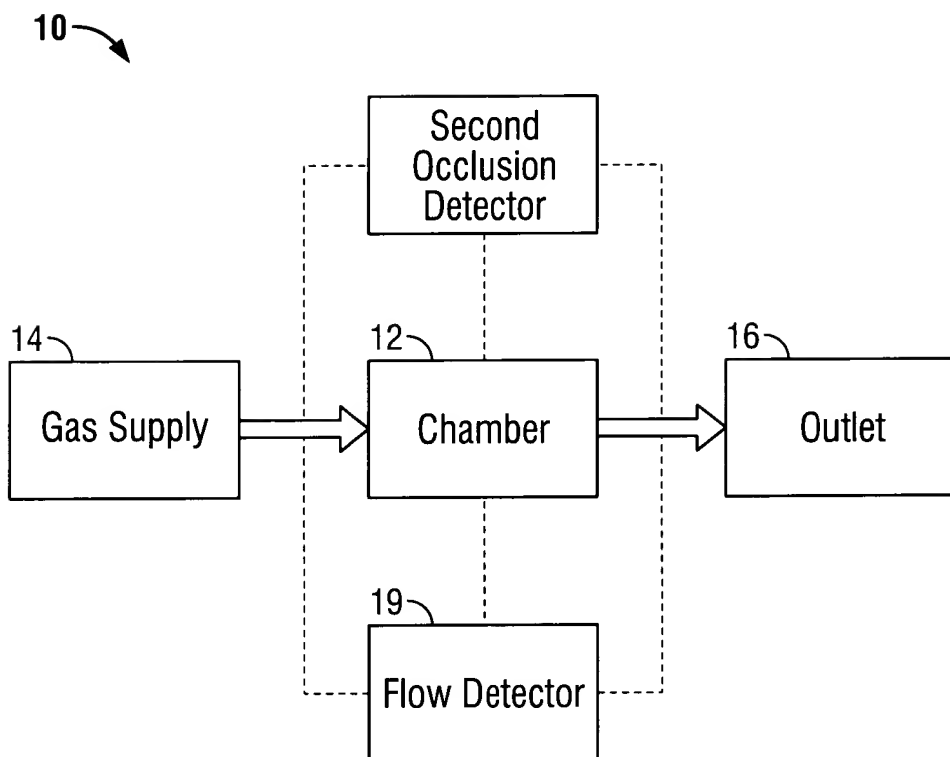 10
Second
Occlusion
Detector
14
Gas Supply
12
Chamber
16
Outlet
19
Flow Detector